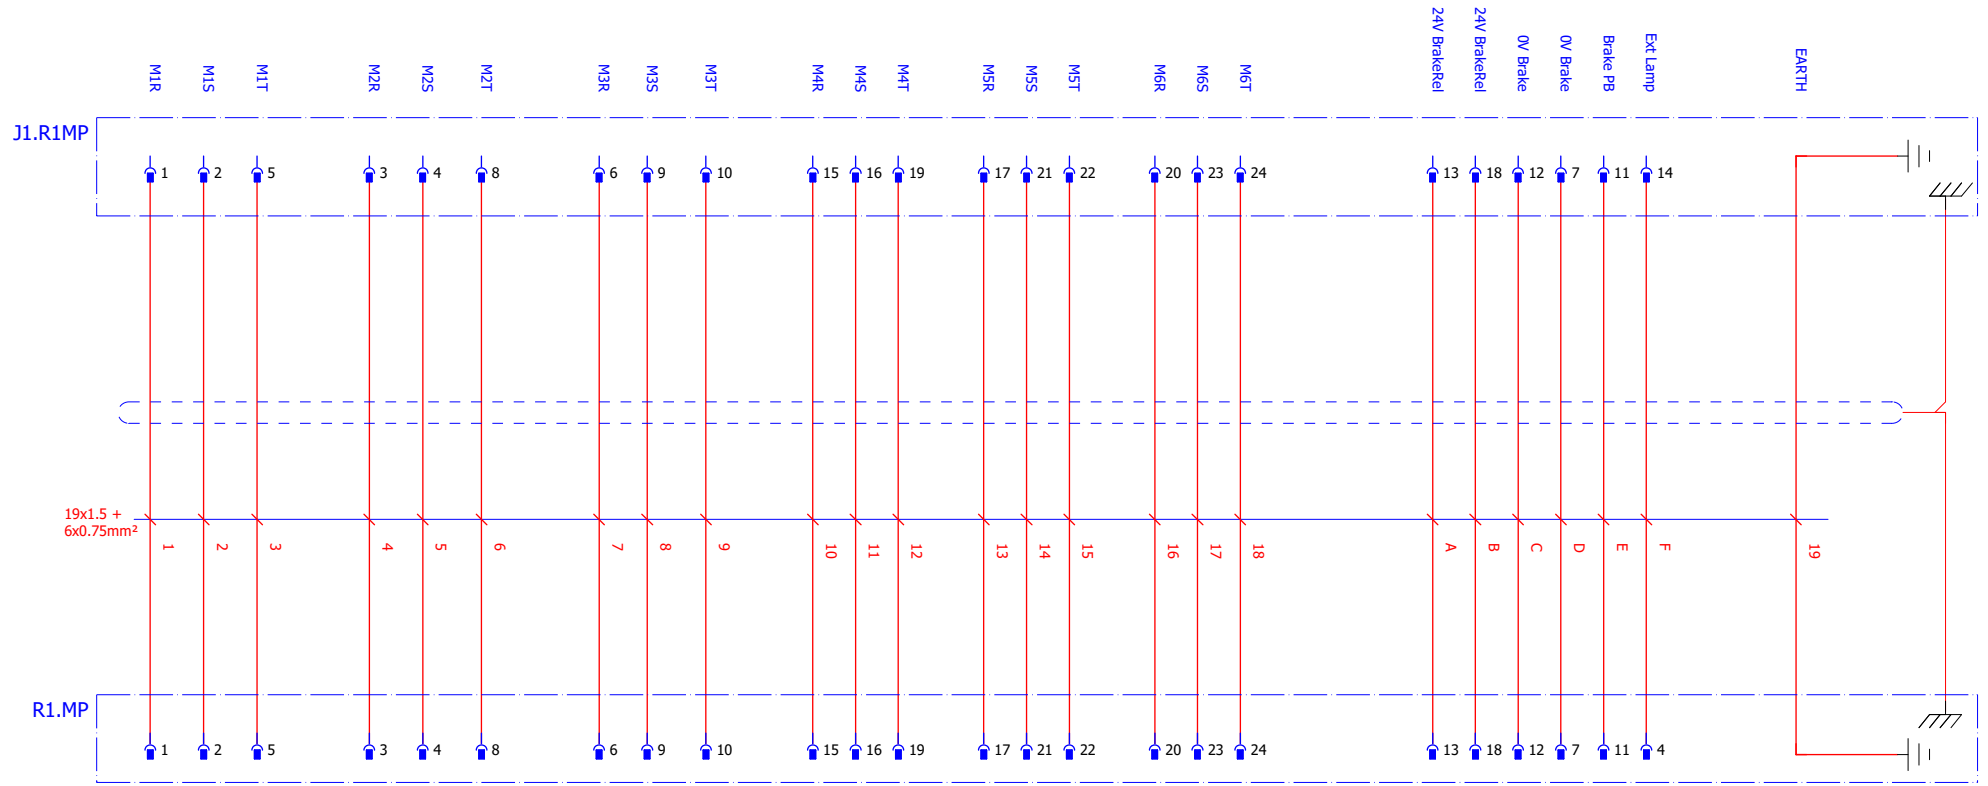 M1R
M1S
M1T
M2R
M2S
M2T
M3R
M3S
M3T
M4R
M4S
M4T
M5R
M5S
M5T
M6R
M6S
M6T
24V BrakeRel
24V BrakeRel
0V Brake
0V Brake
Brake PB
Ext Lamp
EARTH
J1.R1MP
1 2 5 3 4 8 6 9 10 15 16 19 17 21 22 20 23 24 13 18 12 7 11 14
19x1.5 +
6x0.75mm²
1 2 3 4 5 6 7 8 9 10 11 12 13 14 15 16 17 18 A B C D E F 19
R1.MP
1 2 5 3 4 8 6 9 10 15 16 19 17 21 22 20 23 24 13 18 12 7 11 4